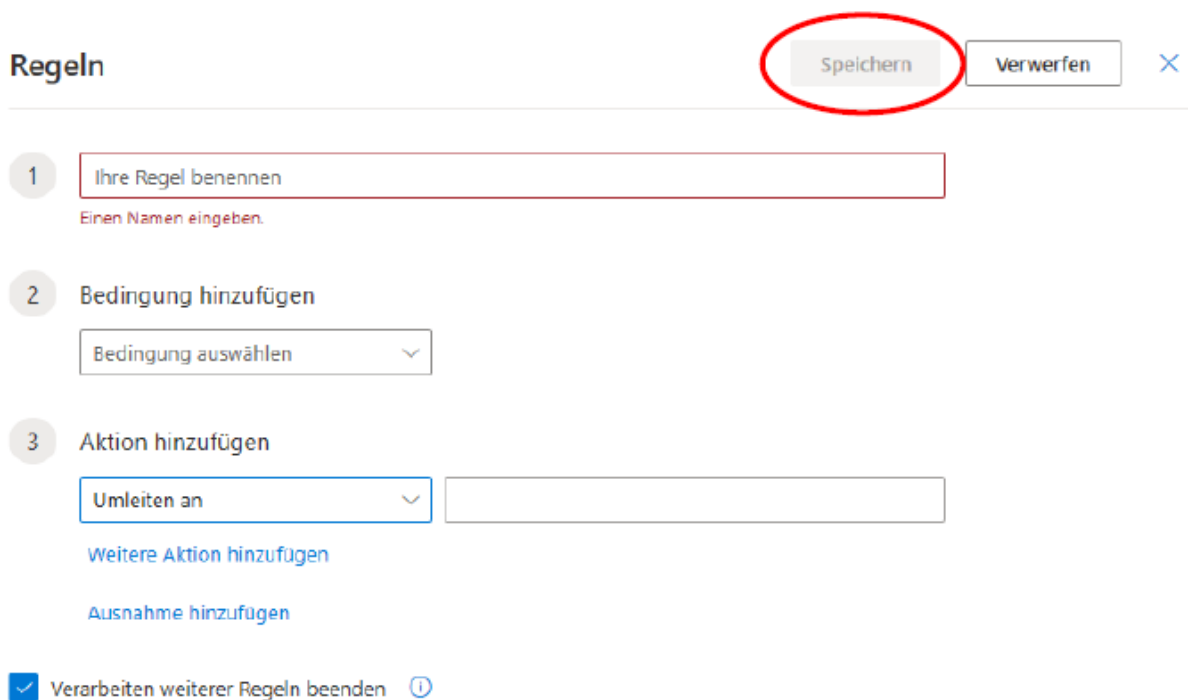 Regeln Speichern Verwerfen
1 Ihre Regel benennen
Einen Namen eingeben.
2 Bedingung hinzufügen
Bedingung auswählen
3 Aktion hinzufügen
Umleiten an
Weitere Aktion hinzufügen
Ausnahme hinzufügen
Verarbeiten weiterer Regeln beenden